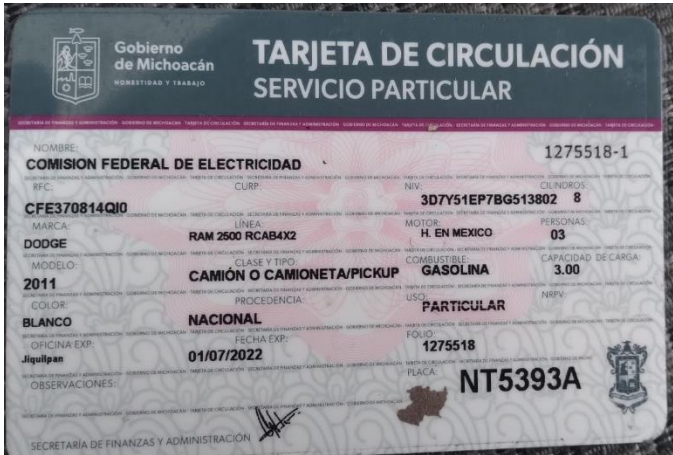 Gobierno
de Michoacán
HONESTIDAD Y TRABAJO
TARJETA DE CIRCULACIÓN
SERVICIO PARTICULAR
NOMBRE:
COMISION FEDERAL DE ELECTRICIDAD
1275518-1
RFC: CURP: NIV: CILINDROS:
CFE370814QI0 3D7Y51EP7BG513802 8
MARCA: LÍNEA: MOTOR: PERSONAS:
DODGE RAM 2500 RCAB4X2 H. EN MEXICO 03
MODELO: CLASE Y TIPO: COMBUSTIBLE: CAPACIDAD DE CARGA:
2011 CAMIÓN O CAMIONETA/PICKUP GASOLINA 3.00
COLOR: PROCEDENCIA: USO: NRPV:
BLANCO NACIONAL PARTICULAR
OFICINA EXP: FECHA EXP: FOLIO:
Jiquilpan 01/07/2022 1275518
OBSERVACIONES: PLACA: NT5393A
SECRETARÍA DE FINANZAS Y ADMINISTRACIÓN